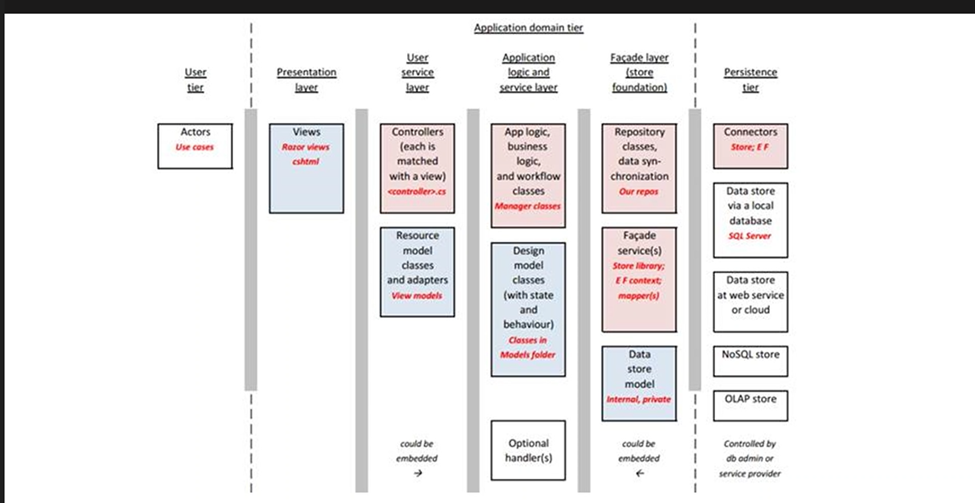 Application domain tier
User
tier
Presentation
layer
User
service
layer
Application
logic and
service layer
Façade layer
(store
foundation)
Persistence
tier
Actors
Use cases
Views
Razor views
cshtml
Controllers
(each is
matched
with a view)
<controller>.cs
Resource
model
classes
and adapters
View models
could be
embedded
→
App logic,
business
logic,
and workflow
classes
Manager classes
Design
model
classes
(with state
and
behaviour)
Classes in
Models folder
Optional
handler(s)
Repository
classes,
data syn-
chronization
Our repos
Façade
service(s)
Store library;
E F context;
mapper(s)
Data
store
model
Internal, private
could be
embedded
←
Connectors
Store; E F
Data store
via a local
database
SQL Server
Data store
at web service
or cloud
NoSQL store
OLAP store
Controlled by
db admin or
service provider